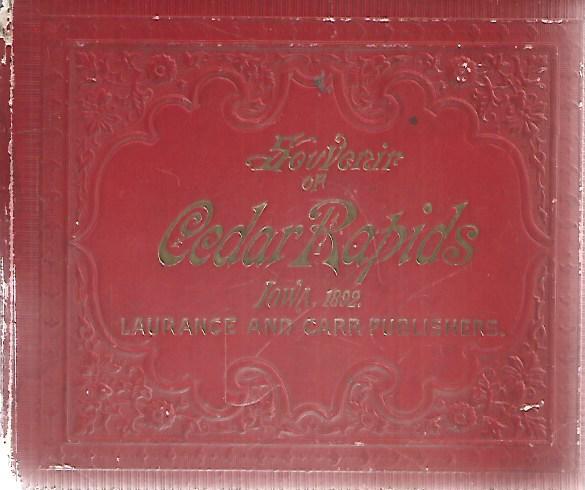 Souvenir
OF
Cedar Rapids
Iowa, 1892.
LAURANCE AND CARR PUBLISHERS.